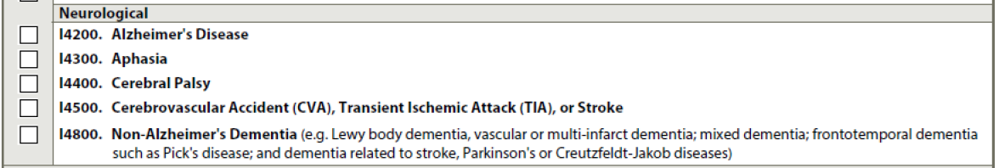 Neurological
I4200. Alzheimer's Disease
I4300. Aphasia
I4400. Cerebral Palsy
I4500. Cerebrovascular Accident (CVA), Transient Ischemic Attack (TIA), or Stroke
I4800. Non-Alzheimer's Dementia (e.g. Lewy body dementia, vascular or multi-infarct dementia; mixed dementia; frontotemporal dementia
such as Pick's disease; and dementia related to stroke, Parkinson's or Creutzfeldt-Jakob diseases)